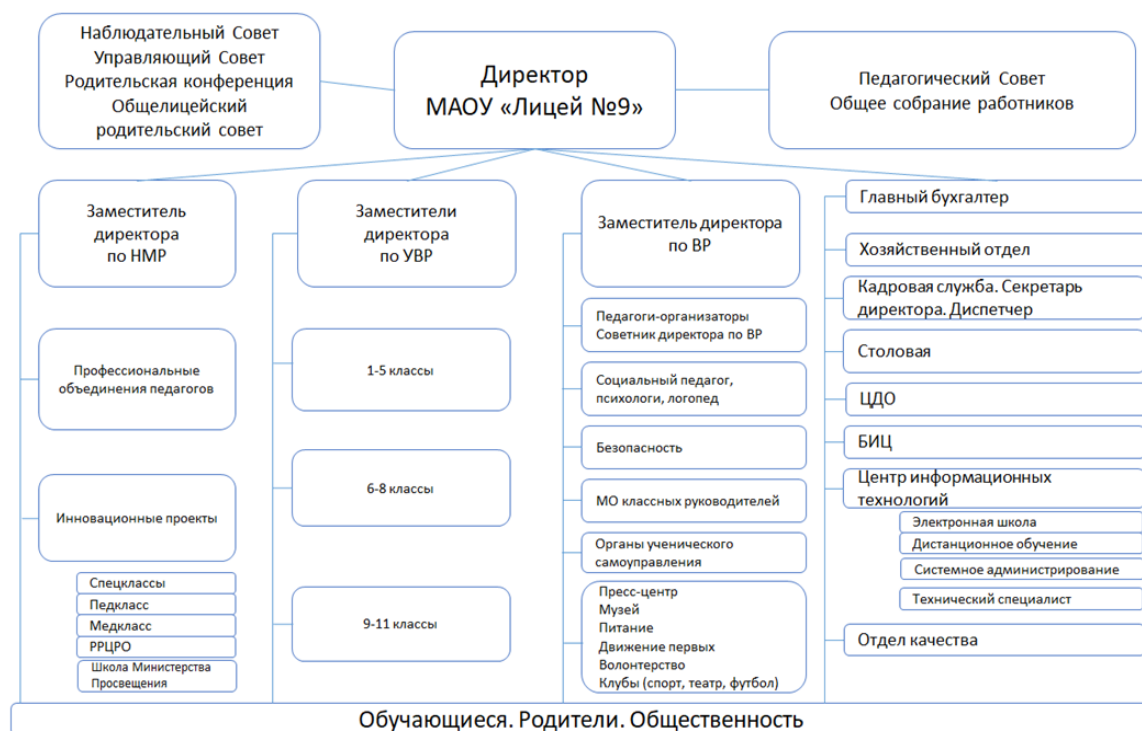 Наблюдательный Совет
Управляющий Совет
Родительская конференция
Общелицейский
родительский совет
Директор
МАОУ «Лицей №9»
Педагогический Совет
Общее собрание работников
Заместитель
директора
по НМР
Профессиональные
объединения педагогов
Инновационные проекты
Спецклассы
Педкласс
Медкласс
РРЦРО
Школа Министерства
Просвещения
Заместители
директора
по УВР
1-5 классы
6-8 классы
9-11 классы
Заместитель директора
по ВР
Педагоги-организаторы
Советник директора по ВР
Социальный педагог,
психологи, логопед
Безопасность
МО классных руководителей
Органы ученического
самоуправления
Пресс-центр
Музей
Питание
Движение первых
Волонтерство
Клубы (спорт, театр, футбол)
Главный бухгалтер
Хозяйственный отдел
Кадровая служба. Секретарь
директора. Диспетчер
Столовая
ЦДО
БИЦ
Центр информационных
технологий
Электронная школа
Дистанционное обучение
Системное администрирование
Технический специалист
Отдел качества
Обучающиеся. Родители. Общественность